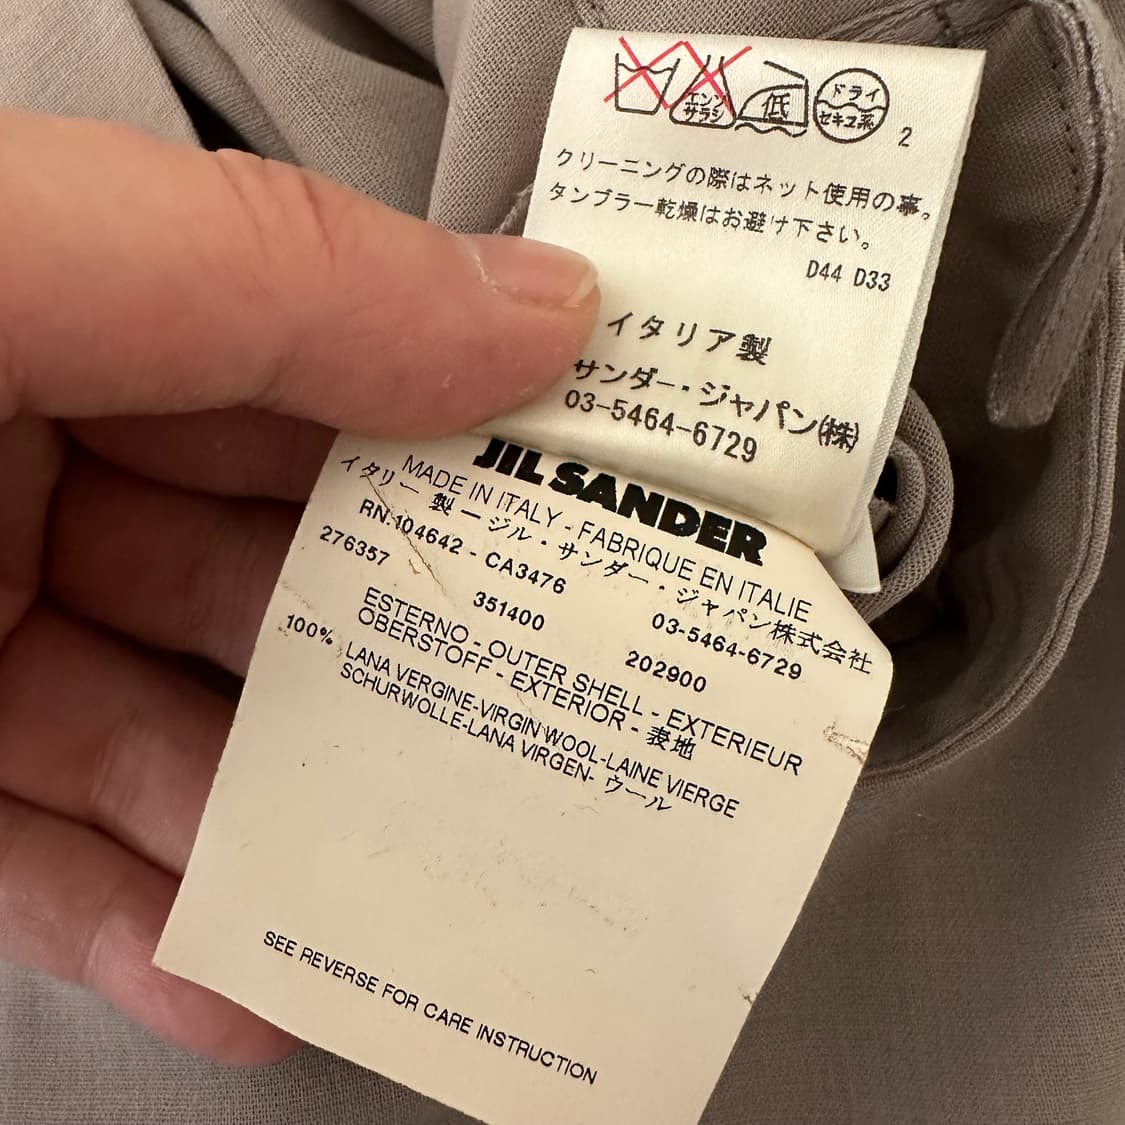 エンソ
サラシ
低
ドライ
セキユ系
2
クリーニングの際はネット使用の事。
タンブラー乾燥はお避け下さい。
D44 D33
イタリア製
サンダー・ジャパン(株)
03-5464-6729
JIL SANDER
MADE IN ITALY - FABRIQUE EN ITALIE
イタリー 製 ー ジル・サンダー・ジャパン株式会社
RN.104642 - CA3476 03-5464-6729
276357 351400 202900
ESTERNO - OUTER SHELL - EXTERIEUR
OBERSTOFF - EXTERIOR - 表地
100% LANA VERGINE-VIRGIN WOOL-LAINE VIERGE
SCHURWOLLE-LANA VIRGEN- ウール
SEE REVERSE FOR CARE INSTRUCTION